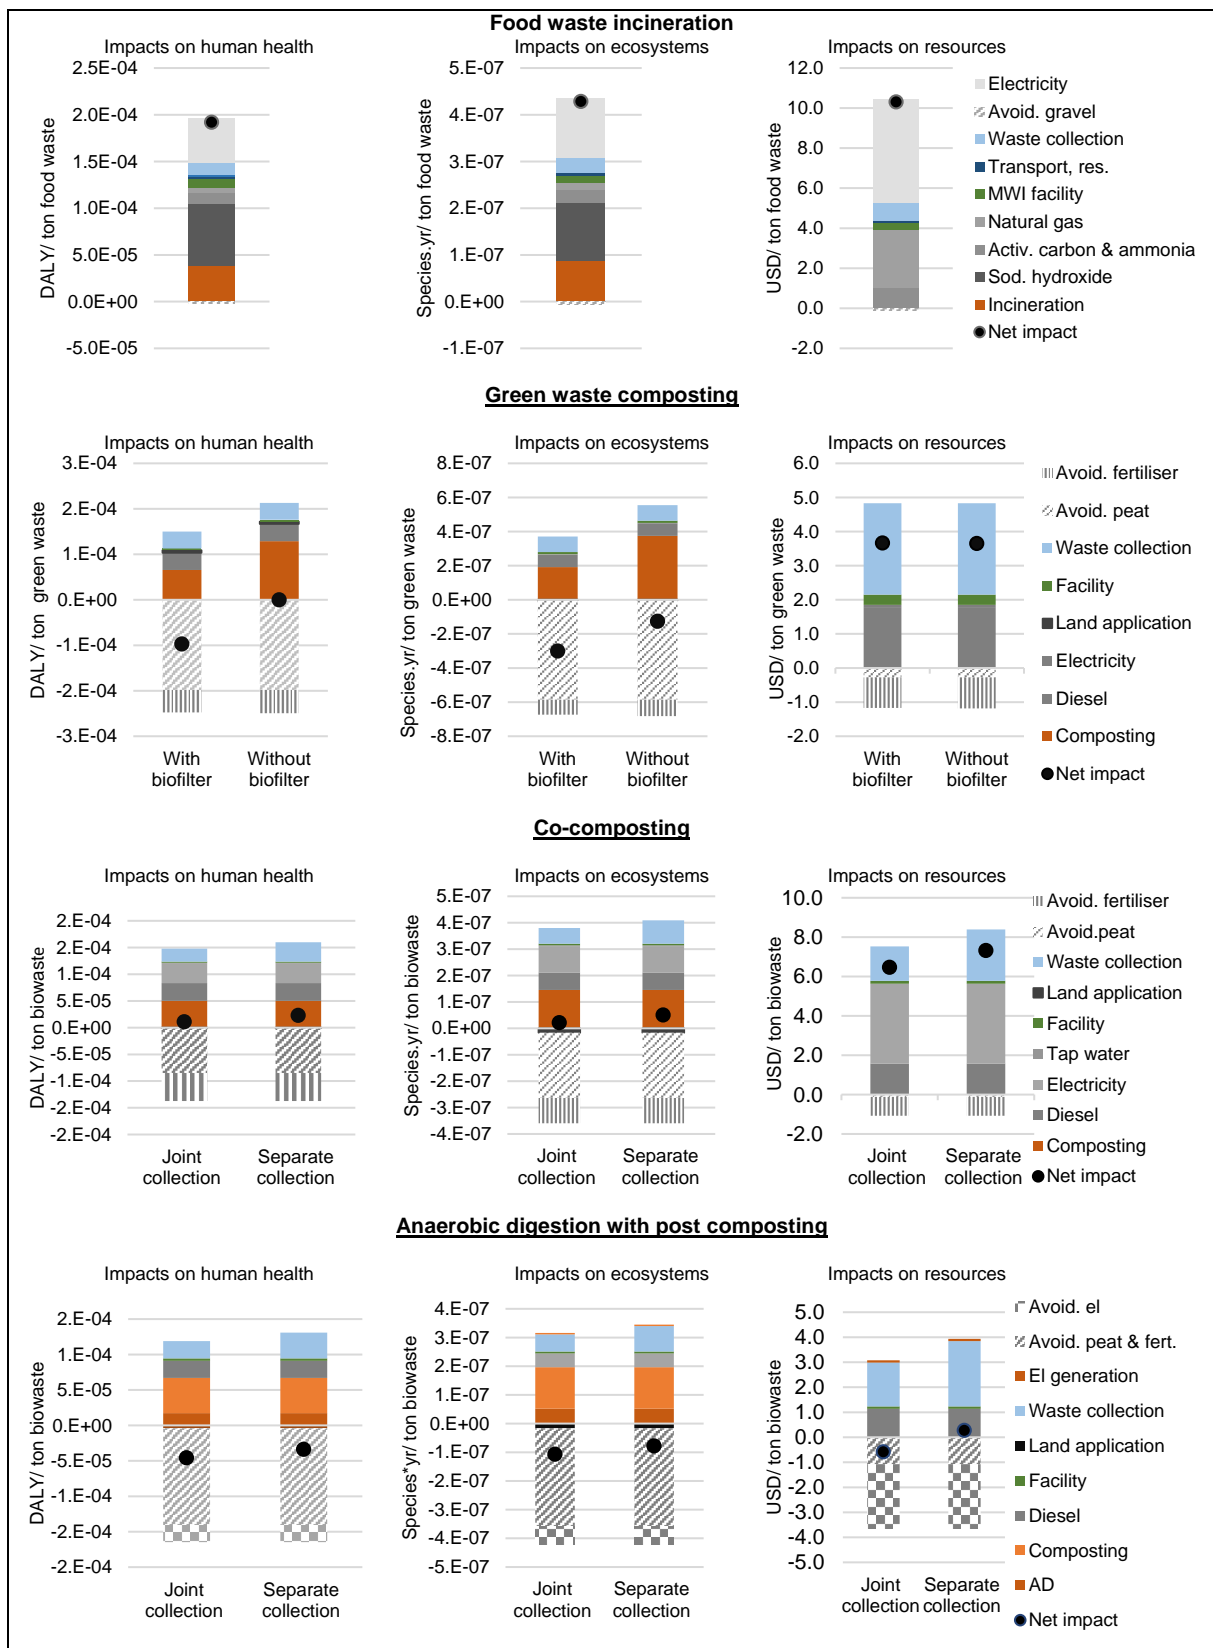 Food waste incineration
Impacts on human health
Impacts on ecosystems
Impacts on resources
DALY/ ton food waste
2.5E-04
2.0E-04
1.5E-04
1.0E-04
5.0E-05
0.0E+00
-5.0E-05
Species.yr/ ton food waste
5.E-07
4.E-07
3.E-07
2.E-07
1.E-07
0.E+00
-1.E-07
USD/ ton food waste
12.0
10.0
8.0
6.0
4.0
2.0
0.0
-2.0
Electricity
Avoid. gravel
Waste collection
Transport, res.
MWI facility
Natural gas
Activ. carbon & ammonia
Sod. hydroxide
Incineration
Net impact
Green waste composting
Impacts on human health
Impacts on ecosystems
Impacts on resources
DALY/ ton  green waste
3.E-04
2.E-04
1.E-04
0.E+00
-1.E-04
-2.E-04
-3.E-04
With
biofilter
Without
biofilter
Species.yr/ ton green waste
8.E-07
6.E-07
4.E-07
2.E-07
0.E+00
-2.E-07
-4.E-07
-6.E-07
-8.E-07
With
biofilter
Without
biofilter
USD/ ton green waste
6.0
5.0
4.0
3.0
2.0
1.0
0.0
-1.0
-2.0
With
biofilter
Without
biofilter
Avoid. fertiliser
Avoid. peat
Waste collection
Facility
Land application
Electricity
Diesel
Composting
Net impact
Co-composting
Impacts on human health
Impacts on ecosystems
Impacts on resources
DALY/ ton biowaste
2.E-04
2.E-04
1.E-04
5.E-05
0.E+00
-5.E-05
-1.E-04
-2.E-04
-2.E-04
Joint
collection
Separate
collection
Species.yr/ ton biowaste
5.E-07
4.E-07
3.E-07
2.E-07
1.E-07
0.E+00
-1.E-07
-2.E-07
-3.E-07
-4.E-07
Joint
collection
Separate
collection
USD/ ton biowaste
10.0
8.0
6.0
4.0
2.0
0.0
-2.0
Joint
collection
Separate
collection
Avoid. fertiliser
Avoid.peat
Waste collection
Land application
Facility
Tap water
Electricity
Diesel
Composting
Net impact
Anaerobic digestion with post composting
Impacts on human health
Impacts on ecosystems
Impacts on resources
DALY/ ton biowaste
2.E-04
1.E-04
5.E-05
0.E+00
-5.E-05
-1.E-04
-2.E-04
-2.E-04
Joint
collection
Separate
collection
Species*yr/ ton biowaste
4.E-07
3.E-07
2.E-07
1.E-07
0.E+00
-1.E-07
-2.E-07
-3.E-07
-4.E-07
-5.E-07
Joint
collection
Separate
collection
USD/ ton biowaste
5.0
4.0
3.0
2.0
1.0
0.0
-1.0
-2.0
-3.0
-4.0
-5.0
Joint
collection
Separate
collection
Avoid. el
Avoid. peat & fert.
El generation
Waste collection
Land application
Facility
Diesel
Composting
AD
Net impact